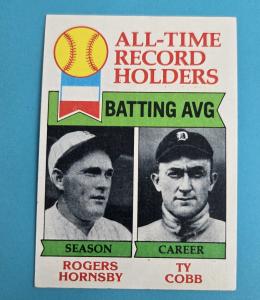 ALL-TIME
RECORD
HOLDERS
BATTING AVG
SEASON
CAREER
ROGERS
HORNSBY
TY
COBB